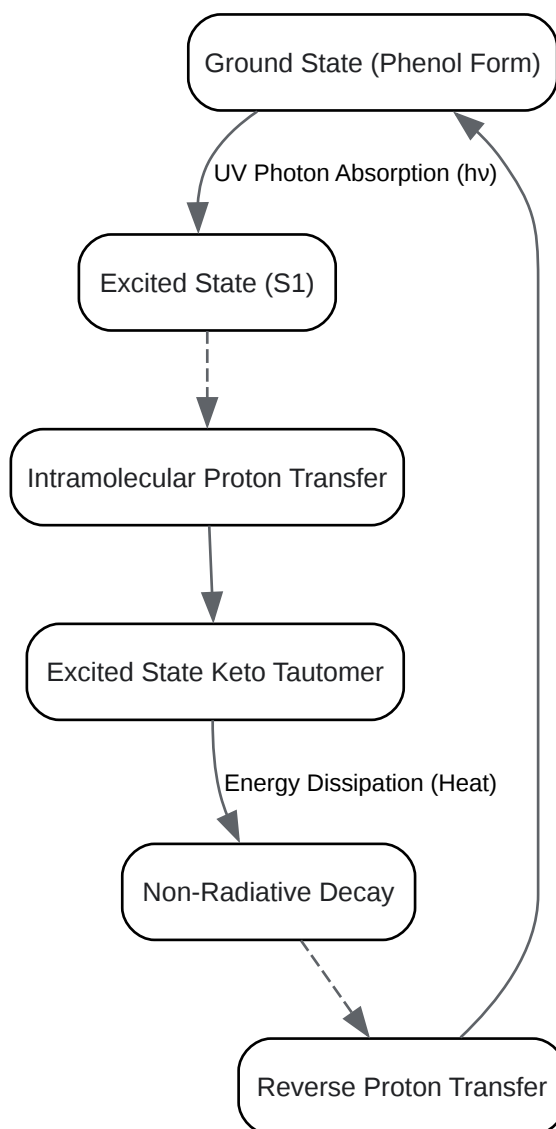 Ground State (Phenol Form)
UV Photon Absorption (hν)
Excited State (S1)
Intramolecular Proton Transfer
Excited State Keto Tautomer
Energy Dissipation (Heat)
Non-Radiative Decay
Reverse Proton Transfer